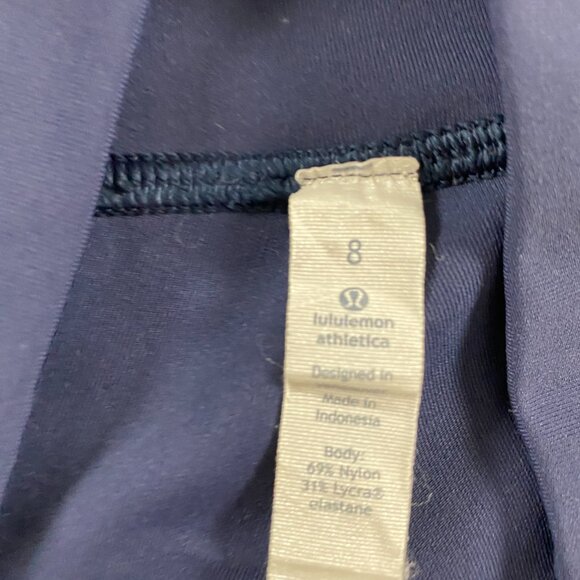 8
lululemon
athletica
Designed in
Made in
Indonesia
Body:
69% Nylon
31% Lycra®
elastane